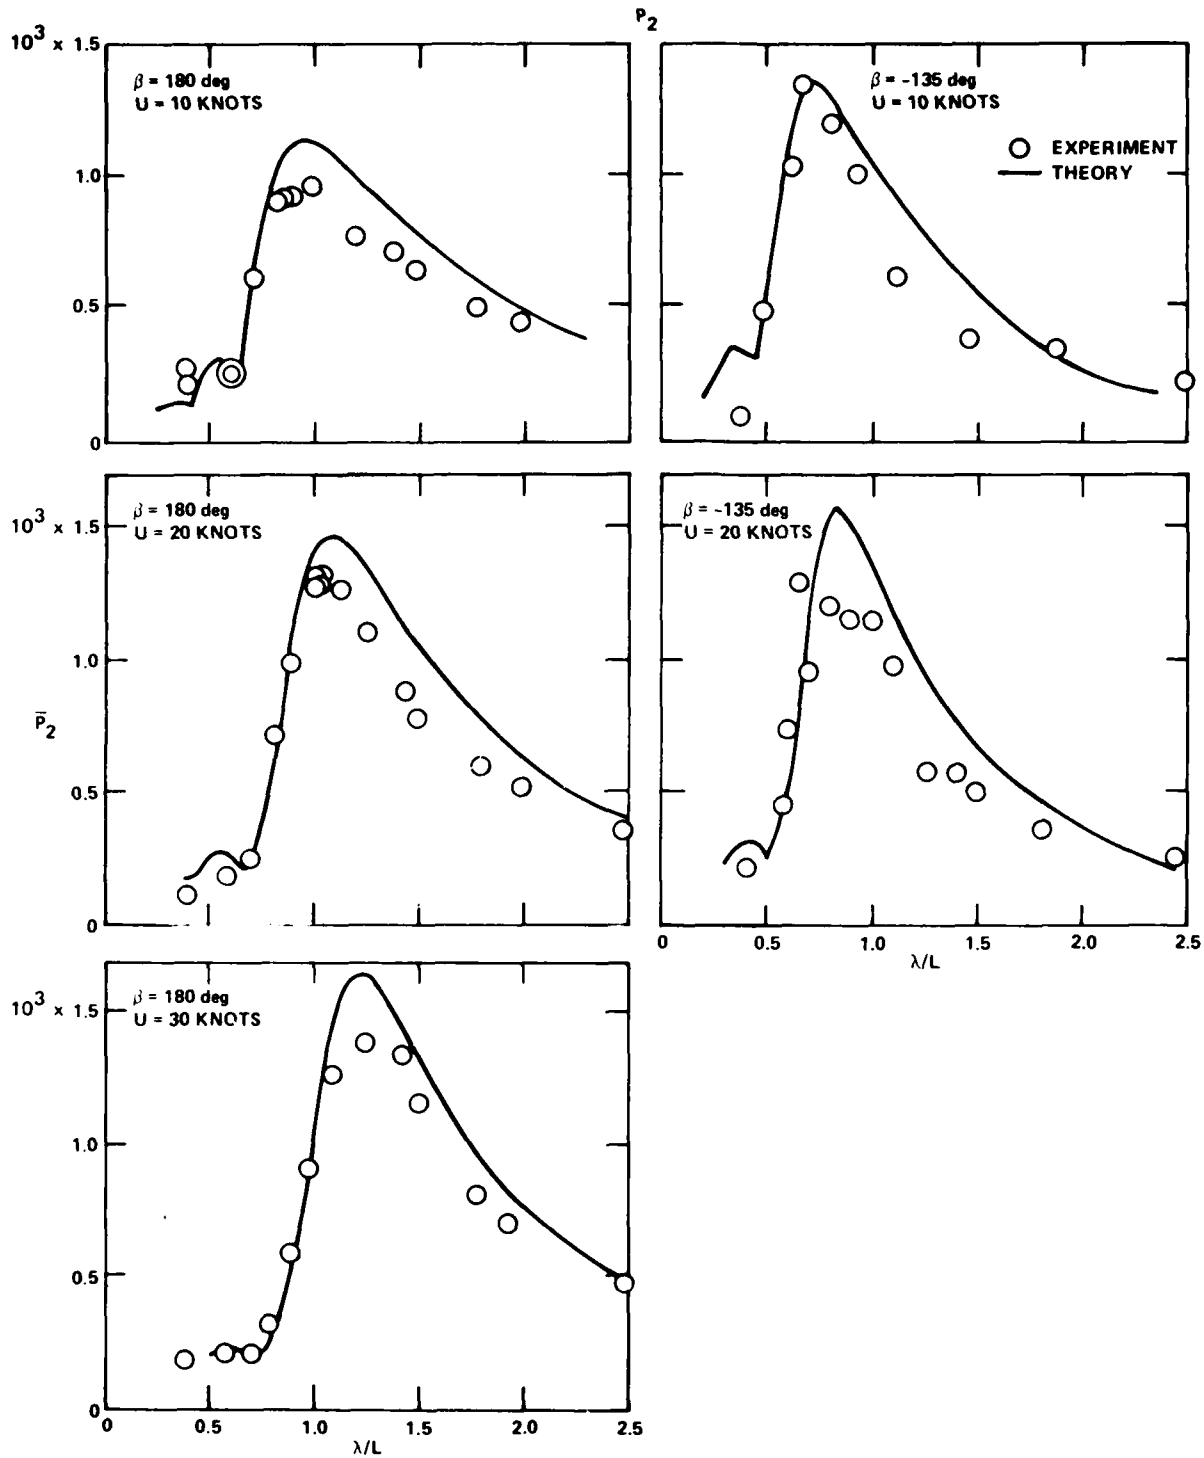 P2
10³ x 1.5
1.0
0.5
0
β = 180 deg
U = 10 KNOTS
β = -135 deg
U = 10 KNOTS
EXPERIMENT
THEORY
10³ x 1.5
1.0
0.5
0
P̄2
β = 180 deg
U = 20 KNOTS
β = -135 deg
U = 20 KNOTS
0 0.5 1.0 1.5 2.0 2.5
λ/L
10³ x 1.5
1.0
0.5
0
β = 180 deg
U = 30 KNOTS
0 0.5 1.0 1.5 2.0 2.5
λ/L